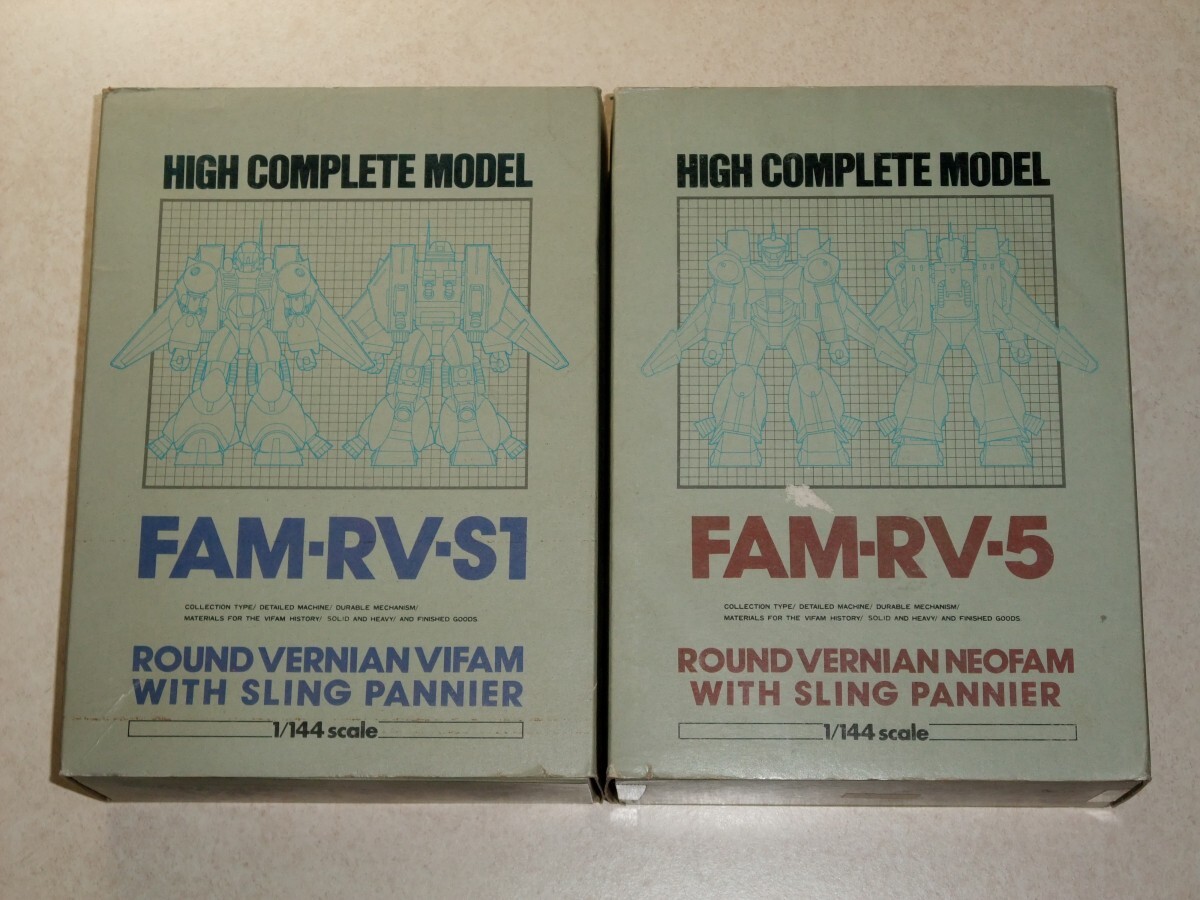 HIGH COMPLETE MODEL
FAM-RV-S1
COLLECTION TYPE/ DETAILED MACHINE/ DURABLE MECHANISM/
MATERIALS FOR THE VIFAM HISTORY/ SOLID AND HEAVY/ AND FINISHED GOODS
ROUND VERNIAN VIFAM
WITH SLING PANNIER
1/144 scale
HIGH COMPLETE MODEL
FAM-RV-5
COLLECTION TYPE/ DETAILED MACHINE/ DURABLE MECHANISM/
MATERIALS FOR THE VIFAM HISTORY/ SOLID AND HEAVY/ AND FINISHED GOODS
ROUND VERNIAN NEOFAM
WITH SLING PANNIER
1/144 scale